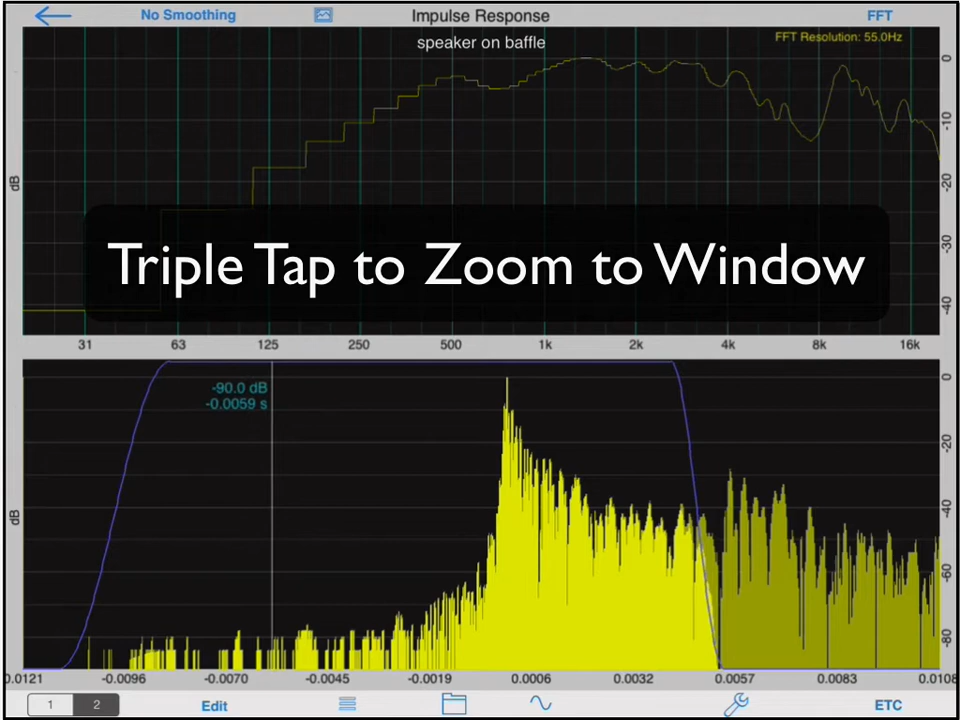 No Smoothing Impulse Response FFT
speaker on baffle
FFT Resolution: 55.0Hz
0
-10
-20
-30
-40
dB
Triple Tap to Zoom to Window
31 63 125 250 500 1k 2k 4k 8k 16k
-90.0 dB
-0.0059 s
0
-20
-40
-60
-80
dB
0.0121 -0.0096 -0.0070 -0.0045 -0.0019 0.0006 0.0032 0.0057 0.0083 0.0108
1 2 Edit ETC